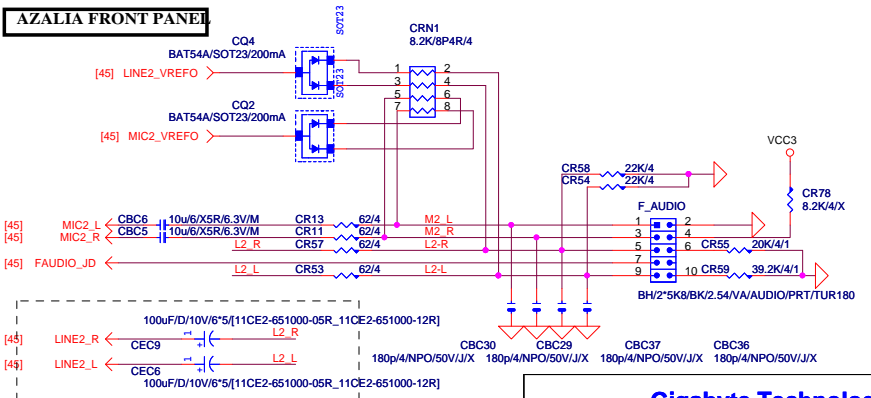 AZALIA FRONT PANEL
SOT23
CQ4
BAT54A/SOT23/200mA
CRN1
8.2K/8P4R/4
[45] LINE2_VREFO
1 2
3 4
5 6
7 8
SOT23
CQ2
BAT54A/SOT23/200mA
[45] MIC2_VREFO
VCC3
CR58 22K/4
CR54 22K/4
CR78
8.2K/4/X
F_AUDIO
[45] MIC2_L CBC6 10u/6/X5R/6.3V/M CR13 62/4 M2_L 1 2
[45] MIC2_R CBC5 10u/6/X5R/6.3V/M CR11 62/4 M2_R 3 4
L2_R CR57 62/4 L2-R 5 6 CR55 20K/4/1
[45] FAUDIO_JD 7
L2_L CR53 62/4 L2-L 9 10 CR59 39.2K/4/1
BH/2*5K8/BK/2.54/VA/AUDIO/PRT/TUR180
100uF/D/10V/6*5/[11CE2-651000-05R_11CE2-651000-12R]
[45] LINE2_R CEC9 1 + L2_R
[45] LINE2_L CEC6 1 + L2_L
100uF/D/10V/6*5/[11CE2-651000-05R_11CE2-651000-12R]
CBC30 CBC29 CBC37 CBC36
180p/4/NPO/50V/J/X 180p/4/NPO/50V/J/X 180p/4/NPO/50V/J/X 180p/4/NPO/50V/J/X